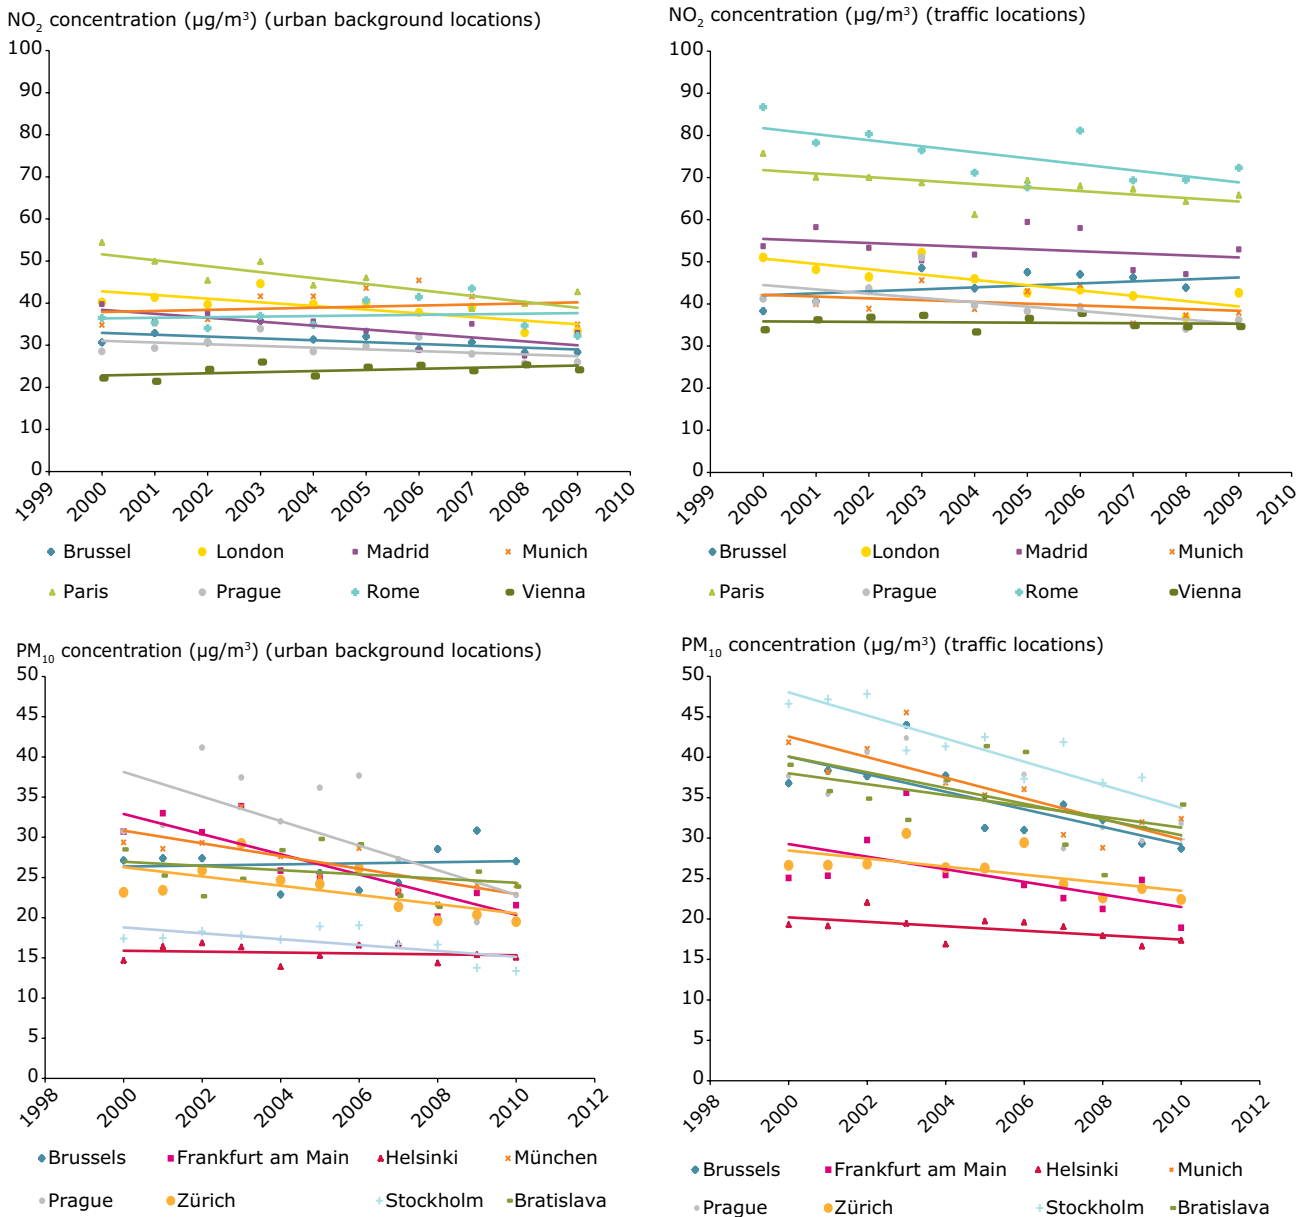 NO₂ concentration (µg/m³) (urban background locations)
100
90
80
70
60
50
40
30
20
10
0
1999 2000 2001 2002 2003 2004 2005 2006 2007 2008 2009 2010
Brussel London Madrid Munich
Paris Prague Rome Vienna
NO₂ concentration (µg/m³) (traffic locations)
100
90
80
70
60
50
40
30
20
10
0
1999 2000 2001 2002 2003 2004 2005 2006 2007 2008 2009 2010
Brussel London Madrid Munich
Paris Prague Rome Vienna
PM₁₀ concentration (µg/m³) (urban background locations)
50
45
40
35
30
25
20
15
10
5
0
1998 2000 2002 2004 2006 2008 2010 2012
Brussels Frankfurt am Main Helsinki München
Prague Zürich Stockholm Bratislava
PM₁₀ concentration (µg/m³) (traffic locations)
50
45
40
35
30
25
20
15
10
5
0
1998 2000 2002 2004 2006 2008 2010 2012
Brussels Frankfurt am Main Helsinki Munich
Prague Zürich Stockholm Bratislava